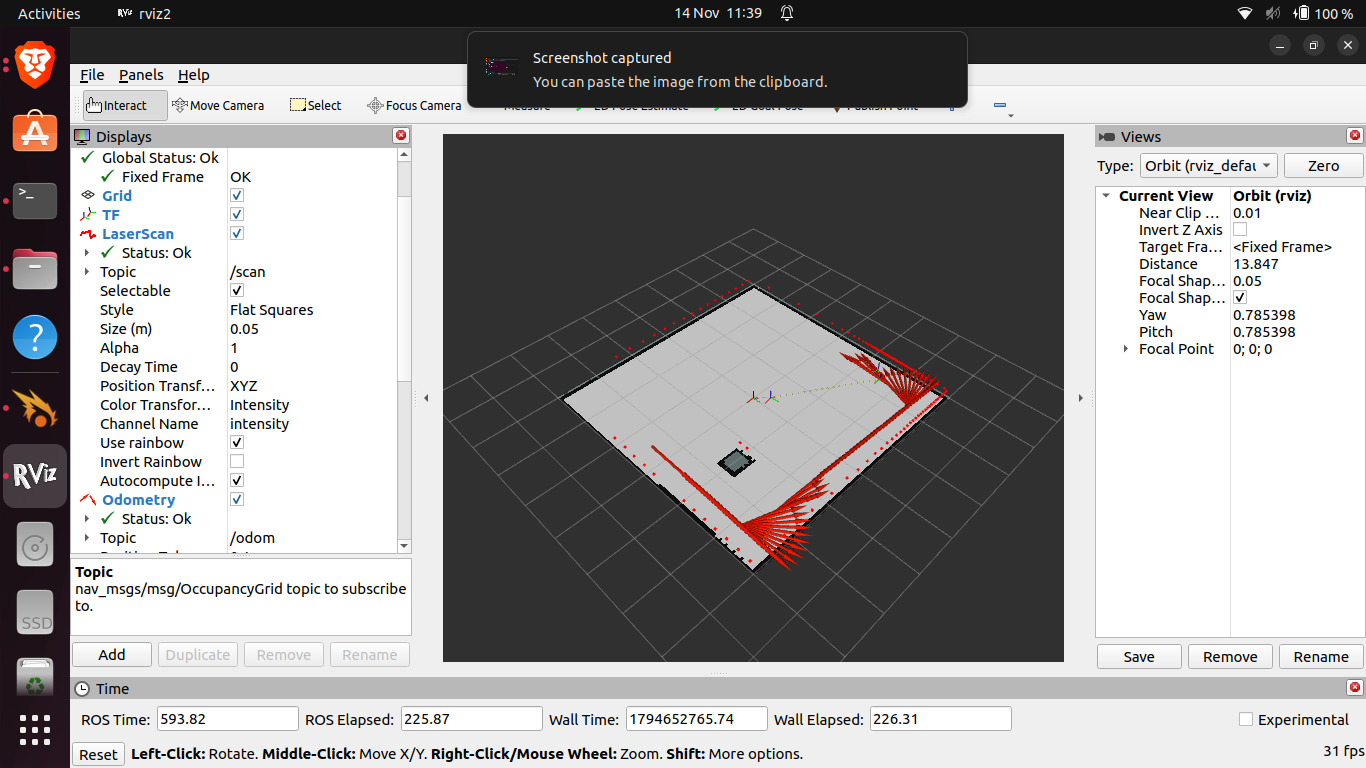 Activities
rviz2
14 Nov 11:39
100 %
Screenshot captured
You can paste the image from the clipboard.
File Panels Help
Interact Move Camera Select Focus Camera
Displays
Global Status: Ok
Fixed Frame OK
Grid
TF
LaserScan
Status: Ok
Topic /scan
Selectable
Style Flat Squares
Size (m) 0.05
Alpha 1
Decay Time 0
Position Transf... XYZ
Color Transfor... Intensity
Channel Name intensity
Use rainbow
Invert Rainbow
Autocompute I...
Odometry
Status: Ok
Topic /odom
Topic
nav_msgs/msg/OccupancyGrid topic to subscribe
to.
Add Duplicate Remove Rename
Views
Type: Orbit (rviz_defau Zero
Current View Orbit (rviz)
Near Clip ... 0.01
Invert Z Axis
Target Fra... <Fixed Frame>
Distance 13.847
Focal Shap... 0.05
Focal Shap...
Yaw 0.785398
Pitch 0.785398
Focal Point 0; 0; 0
Save Remove Rename
Time
ROS Time: 593.82 ROS Elapsed: 225.87 Wall Time: 1794652765.74 Wall Elapsed: 226.31 Experimental
Reset Left-Click: Rotate. Middle-Click: Move X/Y. Right-Click/Mouse Wheel: Zoom. Shift: More options.
31 fps
RViz
SSD